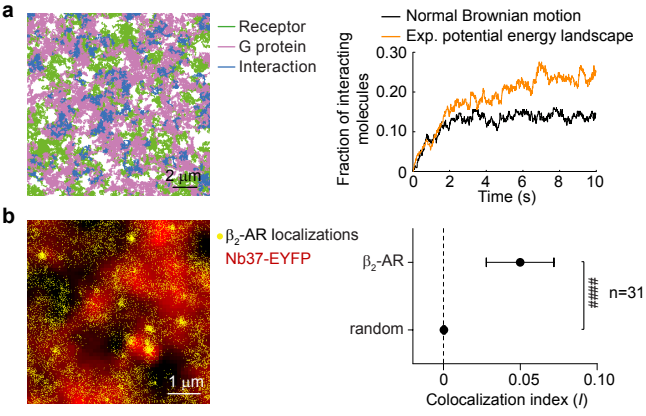 a
Receptor
G protein
Interaction
2 µm
Normal Brownian motion
Exp. potential energy landscape
Fraction of interacting
molecules
0.30
0.20
0.10
0
0 2 4 6 8 10
Time (s)
b
β2-AR localizations
Nb37-EYFP
1 µm
β2-AR
random
####
n=31
0 0.05 0.10
Colocalization index (I)